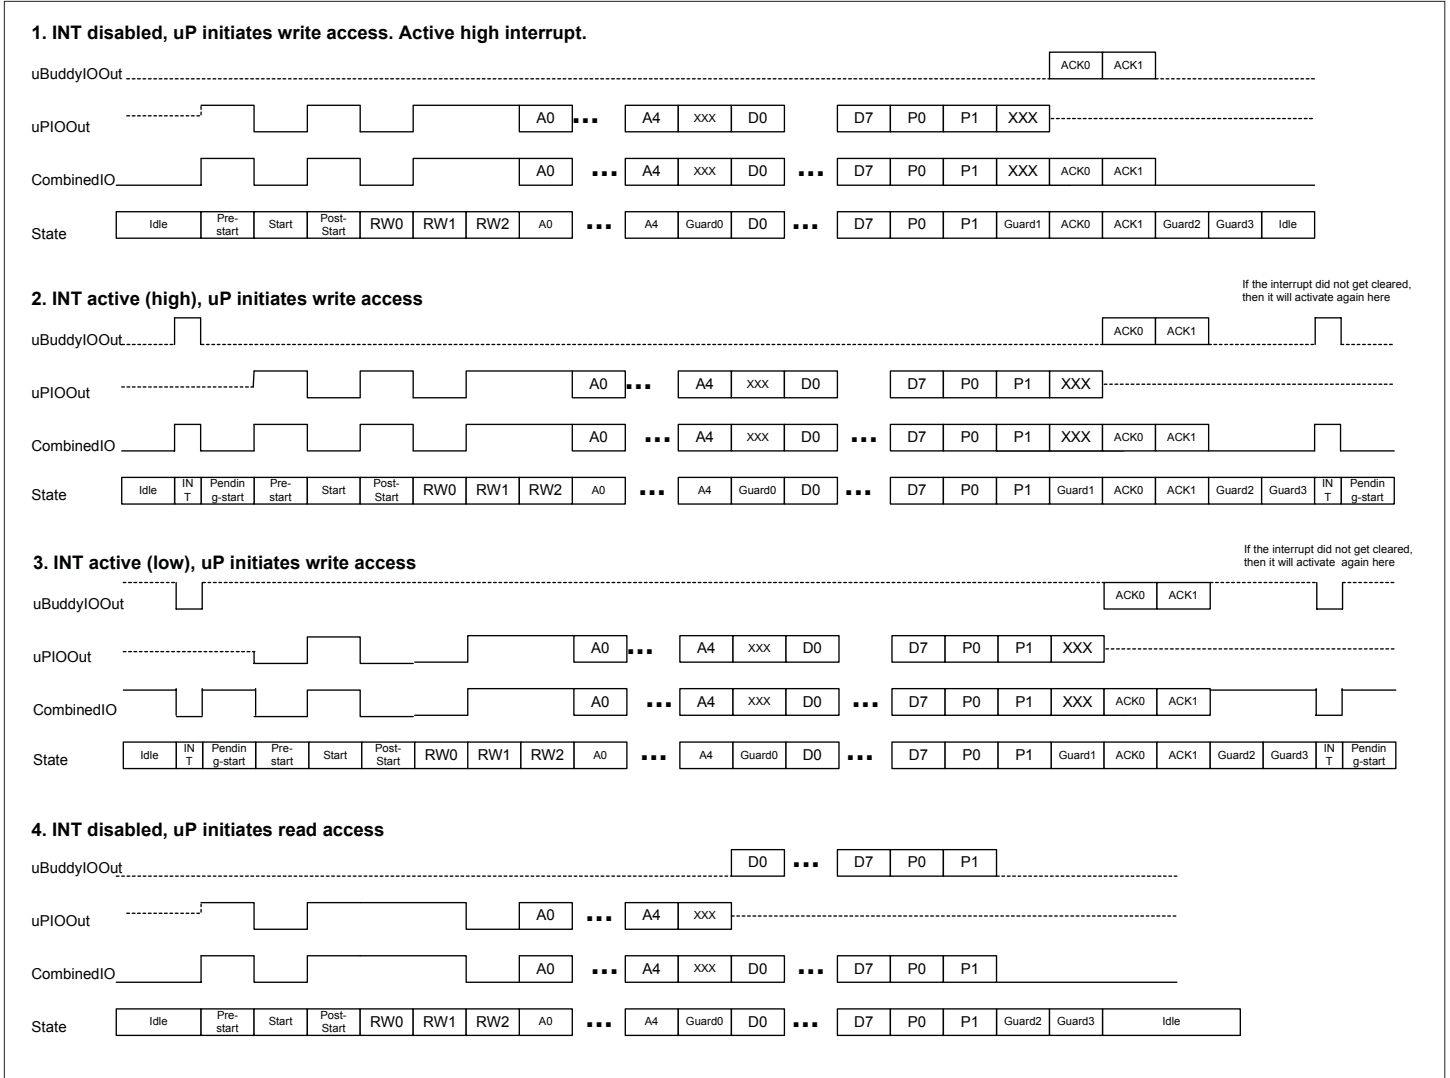 1. INT disabled, uP initiates write access. Active high interrupt.
uBuddyIOOut ACK0 ACK1
uPIOOut A0 ... A4 XXX D0 D7 P0 P1 XXX
CombinedIO A0 ... A4 XXX D0 ... D7 P0 P1 XXX ACK0 ACK1
State Idle Pre-start Start Post-Start RW0 RW1 RW2 A0 ... A4 Guard0 D0 ... D7 P0 P1 Guard1 ACK0 ACK1 Guard2 Guard3 Idle
If the interrupt did not get cleared,
then it will activate again here
2. INT active (high), uP initiates write access
uBuddyIOOut ACK0 ACK1
uPIOOut A0 ... A4 XXX D0 D7 P0 P1 XXX
CombinedIO A0 ... A4 XXX D0 ... D7 P0 P1 XXX ACK0 ACK1
State Idle INT Pending-start Pre-start Start Post-Start RW0 RW1 RW2 A0 ... A4 Guard0 D0 ... D7 P0 P1 Guard1 ACK0 ACK1 Guard2 Guard3 INT Pending-start
If the interrupt did not get cleared,
then it will activate again here
3. INT active (low), uP initiates write access
uBuddyIOOut ACK0 ACK1
uPIOOut A0 ... A4 XXX D0 D7 P0 P1 XXX
CombinedIO A0 ... A4 XXX D0 ... D7 P0 P1 XXX ACK0 ACK1
State Idle INT Pending-start Pre-start Start Post-Start RW0 RW1 RW2 A0 ... A4 Guard0 D0 ... D7 P0 P1 Guard1 ACK0 ACK1 Guard2 Guard3 INT Pending-start
4. INT disabled, uP initiates read access
uBuddyIOOut D0 ... D7 P0 P1
uPIOOut A0 ... A4 XXX
CombinedIO A0 ... A4 XXX D0 ... D7 P0 P1
State Idle Pre-start Start Post-Start RW0 RW1 RW2 A0 ... A4 Guard0 D0 ... D7 P0 P1 Guard2 Guard3 Idle